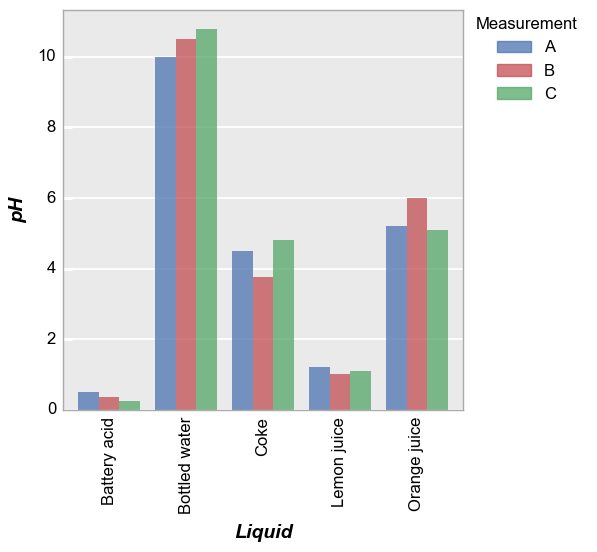 Measurement
A
B
C
pH
10
8
6
4
2
0
Battery acid
Bottled water
Coke
Lemon juice
Orange juice
Liquid